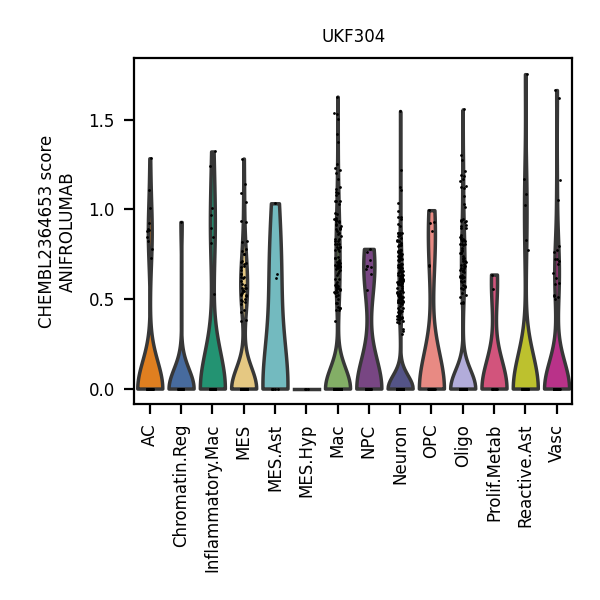 UKF304
CHEMBL2364653 score
ANIFROLUMAB
1.5
1.0
0.5
0.0
AC
Chromatin.Reg
Inflammatory.Mac
MES
MES.Ast
MES.Hyp
Mac
NPC
Neuron
OPC
Oligo
Prolif.Metab
Reactive.Ast
Vasc